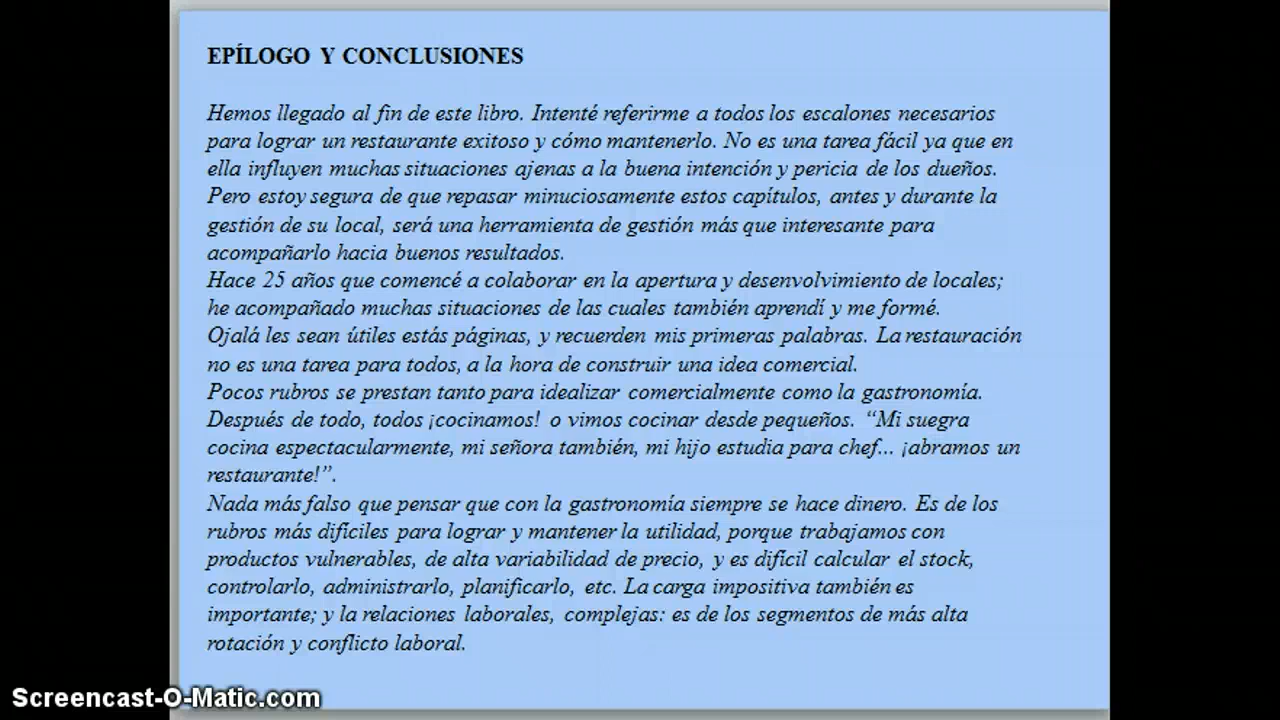 EPÍLOGO Y CONCLUSIONES
Hemos llegado al fin de este libro. Intenté referirme a todos los escalones necesarios
para lograr un restaurante exitoso y cómo mantenerlo. No es una tarea fácil ya que en
ella influyen muchas situaciones ajenas a la buena intención y pericia de los dueños.
Pero estoy segura de que repasar minuciosamente estos capítulos, antes y durante la
gestión de su local, será una herramienta de gestión más que interesante para
acompañarlo hacia buenos resultados.
Hace 25 años que comencé a colaborar en la apertura y desenvolvimiento de locales;
he acompañado muchas situaciones de las cuales también aprendí y me formé.
Ojalá les sean útiles estás páginas, y recuerden mis primeras palabras. La restauración
no es una tarea para todos, a la hora de construir una idea comercial.
Pocos rubros se prestan tanto para idealizar comercialmente como la gastronomía.
Después de todo, todos ¡cocinamos! o vimos cocinar desde pequeños. “Mi suegra
cocina espectacularmente, mi señora también, mi hijo estudia para chef... ¡abramos un
restaurante!”.
Nada más falso que pensar que con la gastronomía siempre se hace dinero. Es de los
rubros más difíciles para lograr y mantener la utilidad, porque trabajamos con
productos vulnerables, de alta variabilidad de precio, y es difícil calcular el stock,
controlarlo, administrarlo, planificarlo, etc. La carga impositiva también es
importante; y la relaciones laborales, complejas: es de los segmentos de más alta
rotación y conflicto laboral.
Screencast-O-Matic.com